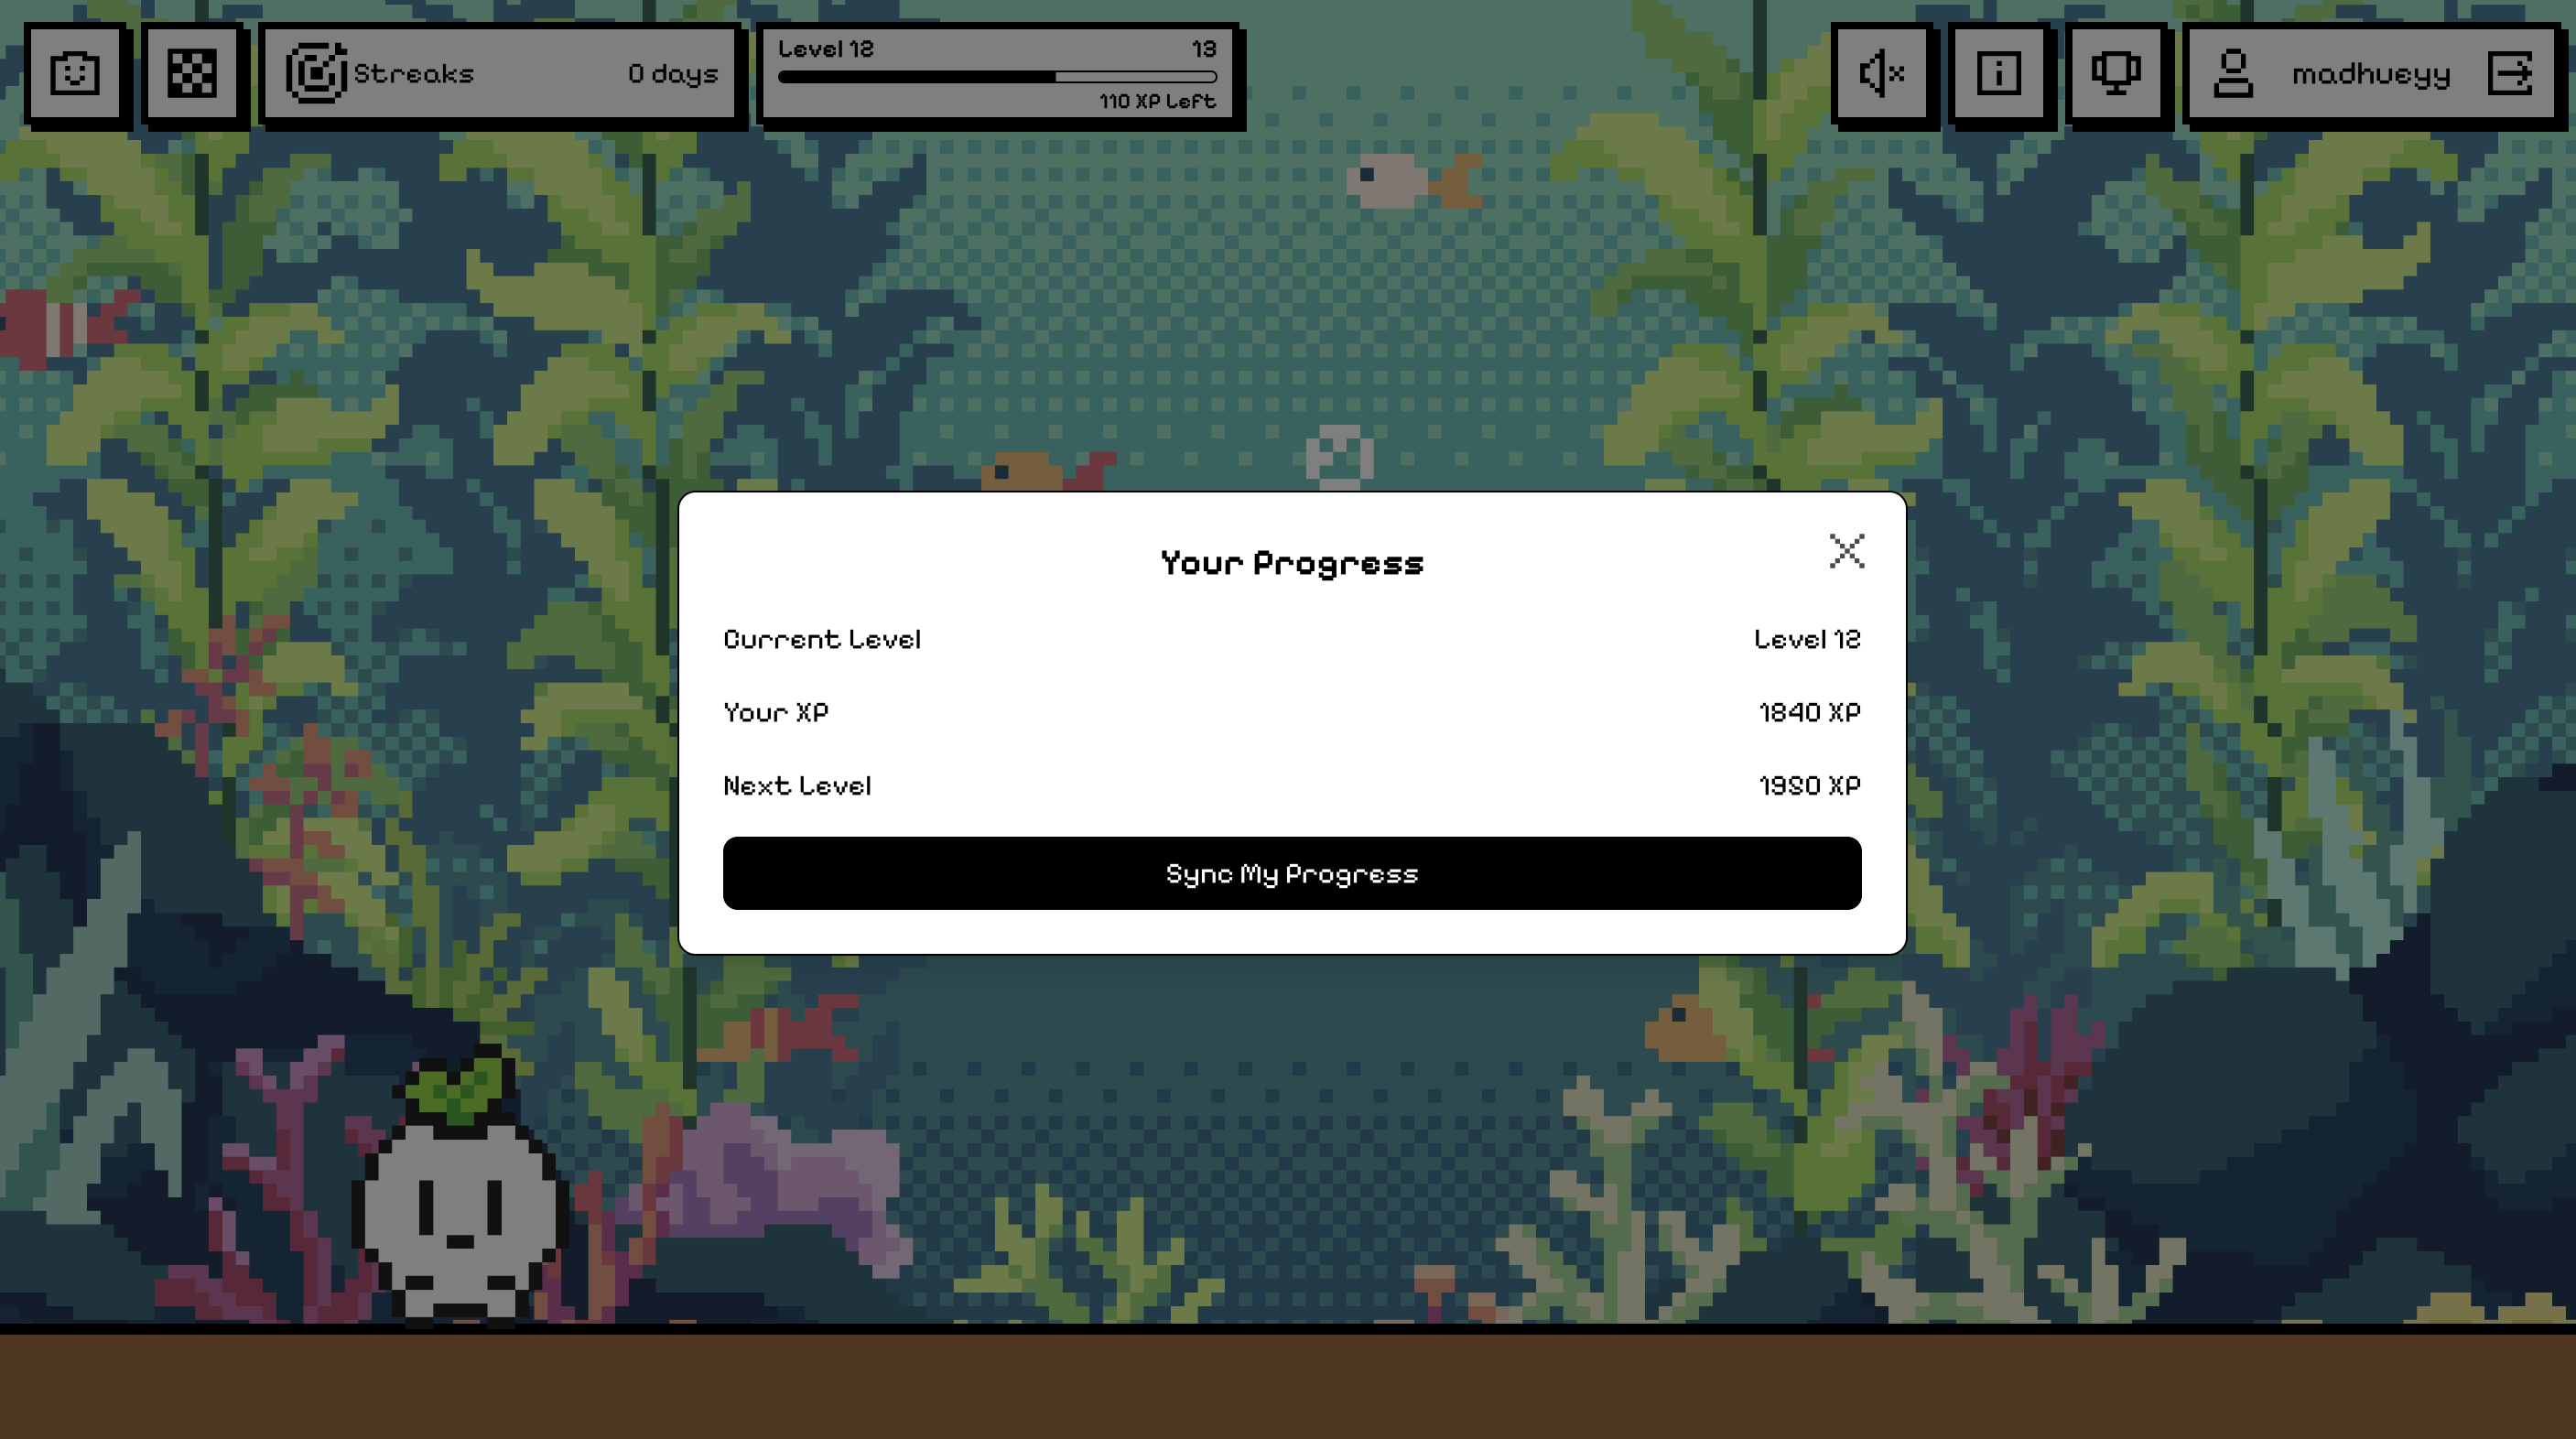 Streaks
0 days
Level 12
13
110 XP Left
madhueyy
Your Progress
Current Level
Level 12
Your XP
1840 XP
Next Level
1950 XP
Sync My Progress